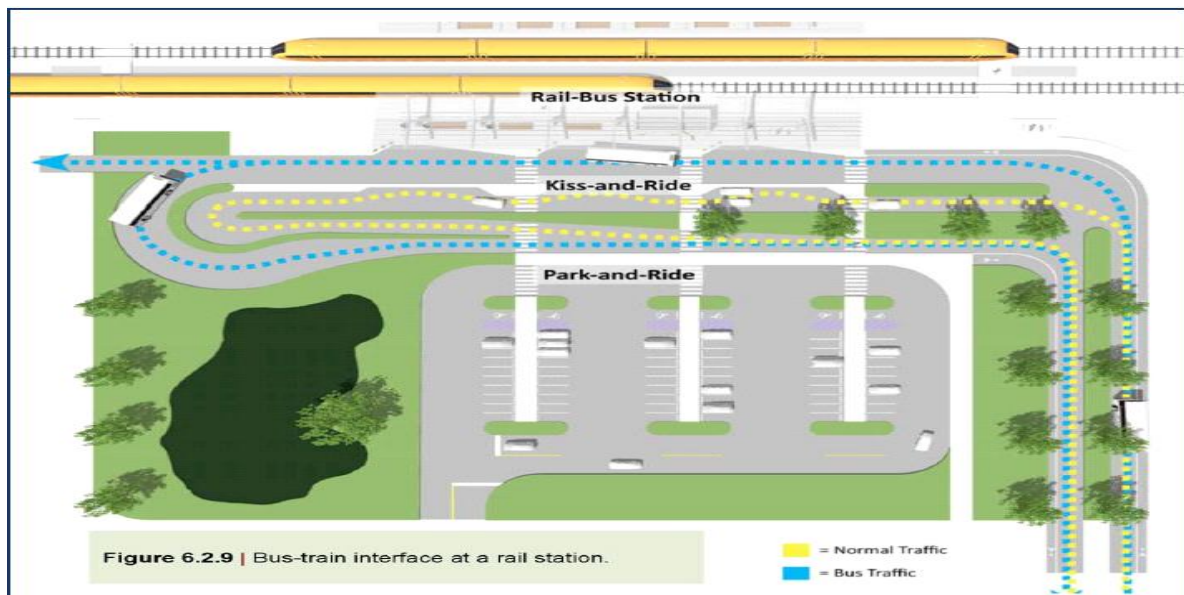 Rail-Bus Station
Kiss-and-Ride
Park-and-Ride
Figure 6.2.9 | Bus-train interface at a rail station.
= Normal Traffic
= Bus Traffic